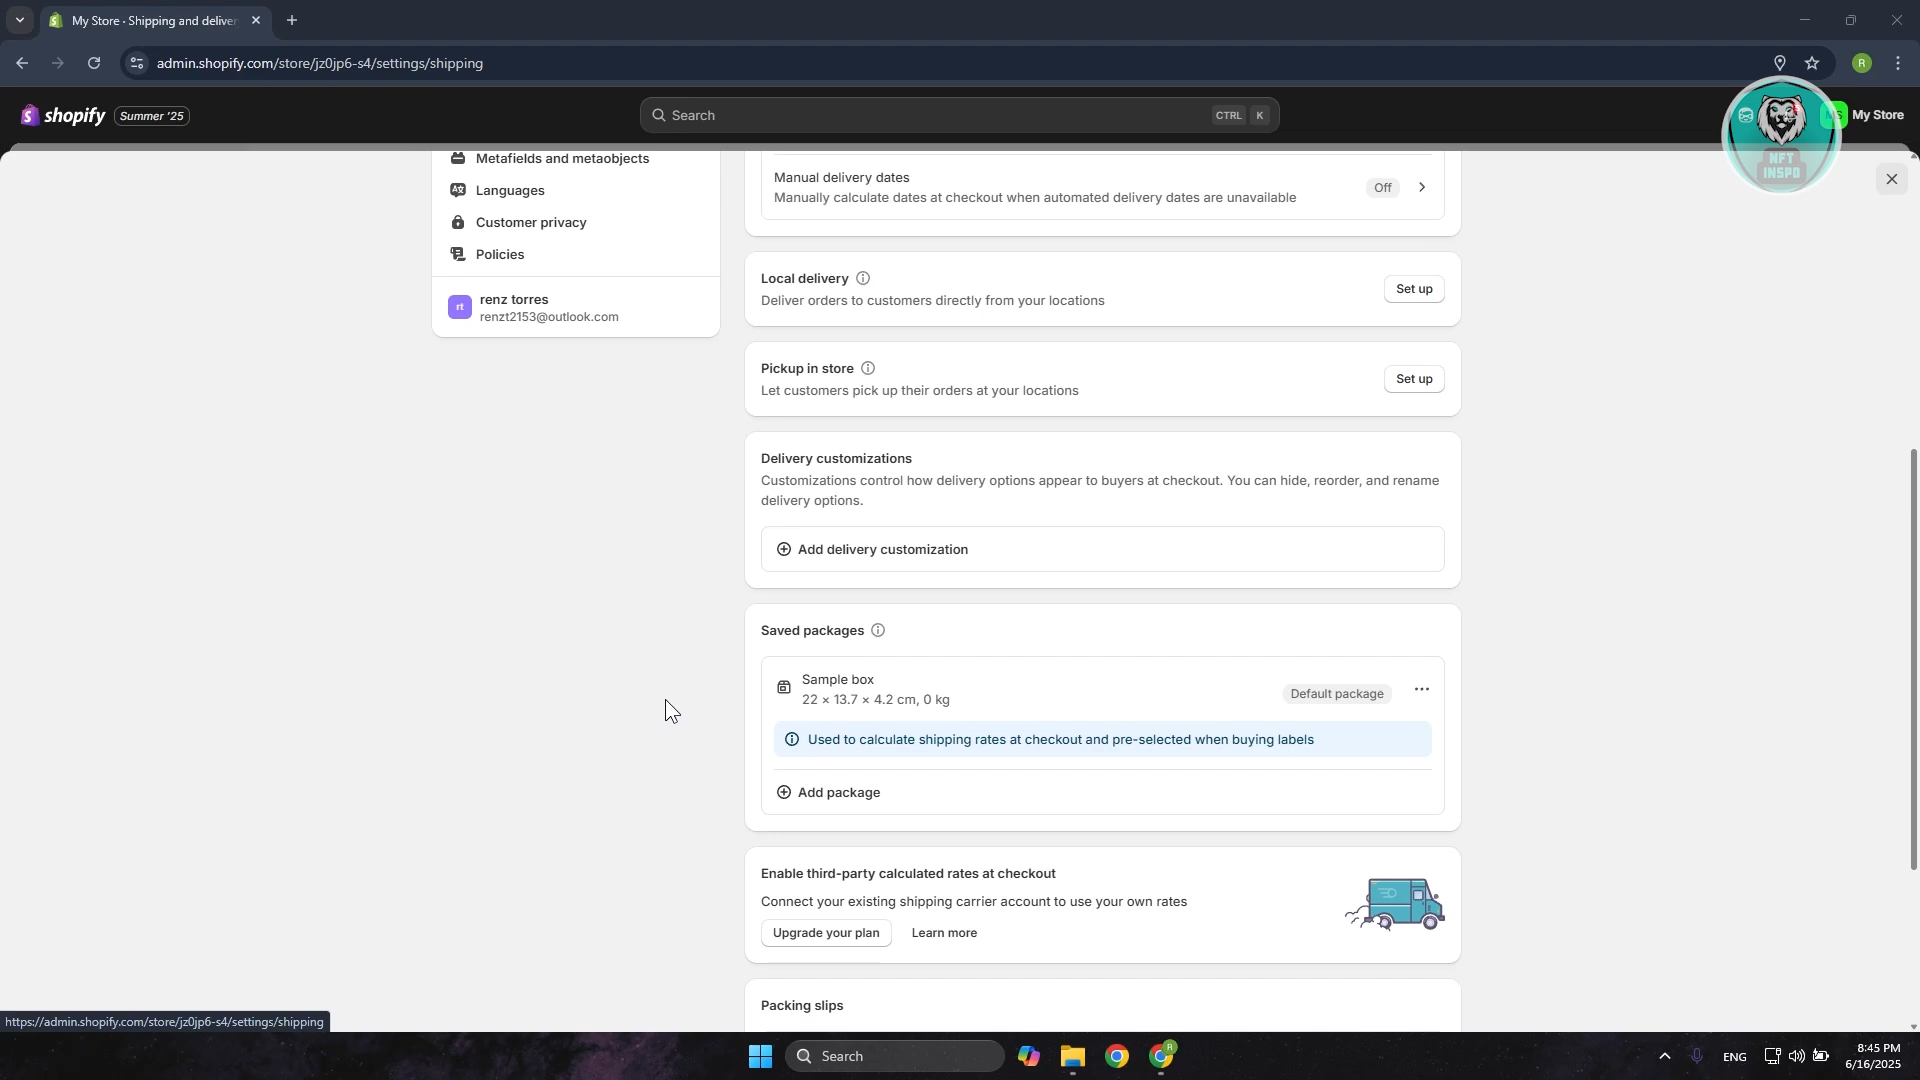 My Store · Shipping and deliver
admin.shopify.com/store/jz0jp6-s4/settings/shipping
R
shopify
Summer '25
Search
CTRL K
My Store
NFT
INSPO
Metafields and metaobjects
Languages
Customer privacy
Policies
rt
renz torres
renzt2153@outlook.com
Manual delivery dates
Manually calculate dates at checkout when automated delivery dates are unavailable
Off
Local delivery
Deliver orders to customers directly from your locations
Set up
Pickup in store
Let customers pick up their orders at your locations
Set up
Delivery customizations
Customizations control how delivery options appear to buyers at checkout. You can hide, reorder, and rename
delivery options.
Add delivery customization
Saved packages
Sample box
22 × 13.7 × 4.2 cm, 0 kg
Default package
Used to calculate shipping rates at checkout and pre-selected when buying labels
Add package
Enable third-party calculated rates at checkout
Connect your existing shipping carrier account to use your own rates
Upgrade your plan
Learn more
Packing slips
https://admin.shopify.com/store/jz0jp6-s4/settings/shipping
Search
R
ENG
8:45 PM
6/16/2025